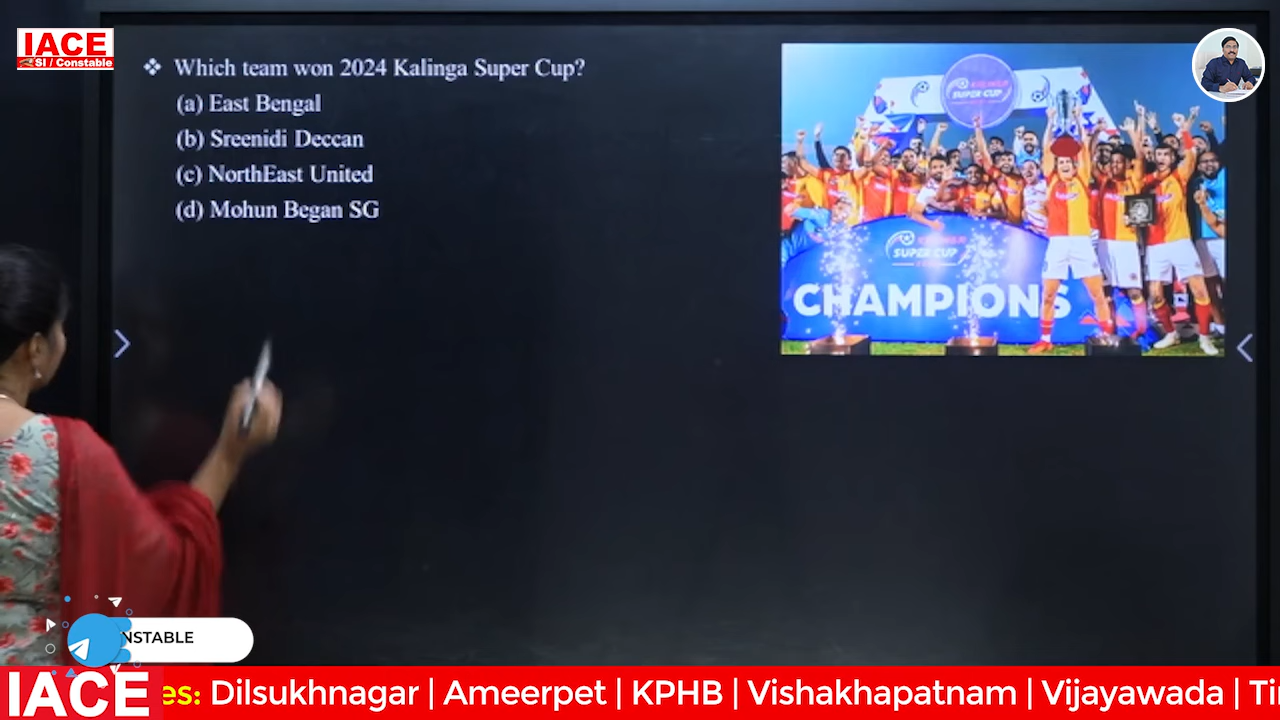 IACE
SI / Constable
❖ Which team won 2024 Kalinga Super Cup?
(a) East Bengal
(b) Sreenidi Deccan
(c) NorthEast United
(d) Mohun Began SG
SUPER CUP
SUPER CUP
CHAMPIONS
NSTABLE
IACE es: Dilsukhnagar | Ameerpet | KPHB | Vishakhapatnam | Vijayawada | Ti